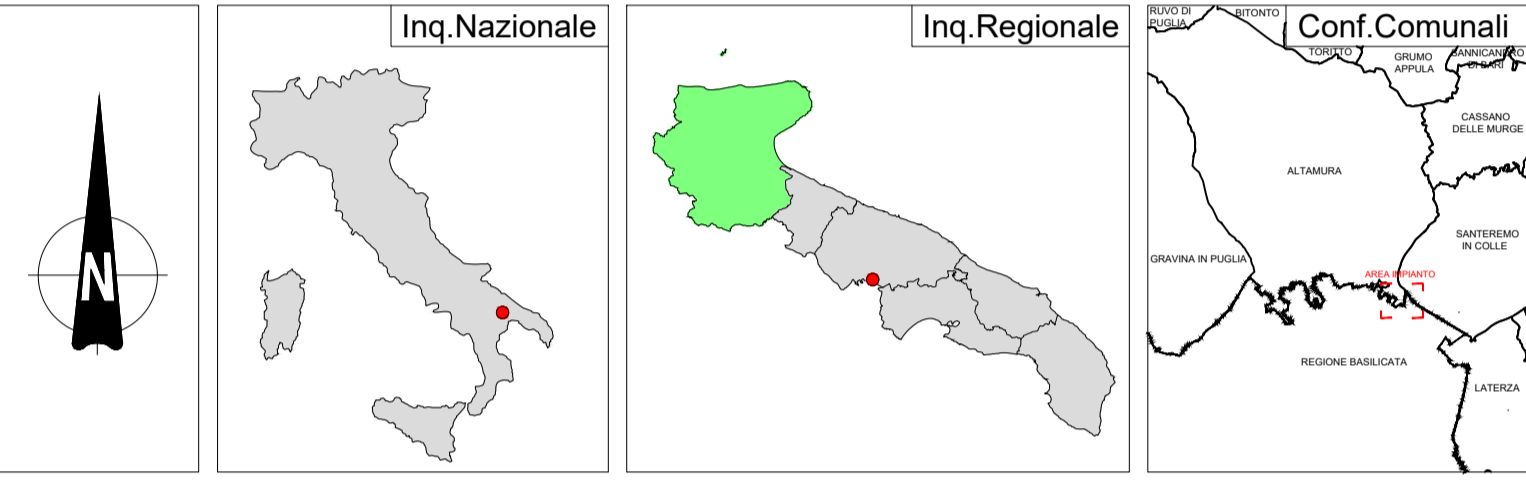 N
Inq.Nazionale
Inq.Regionale
Conf.Comunali
RUVO DI
PUGLIA
BITONTO
TORITTO
GRUMO
APPULA
SANNICANDRO
DI BARI
CASSANO
DELLE MURGE
ALTAMURA
SANTEREMO
IN COLLE
GRAVINA IN PUGLIA
AREA IMPIANTO
REGIONE BASILICATA
LATERZA